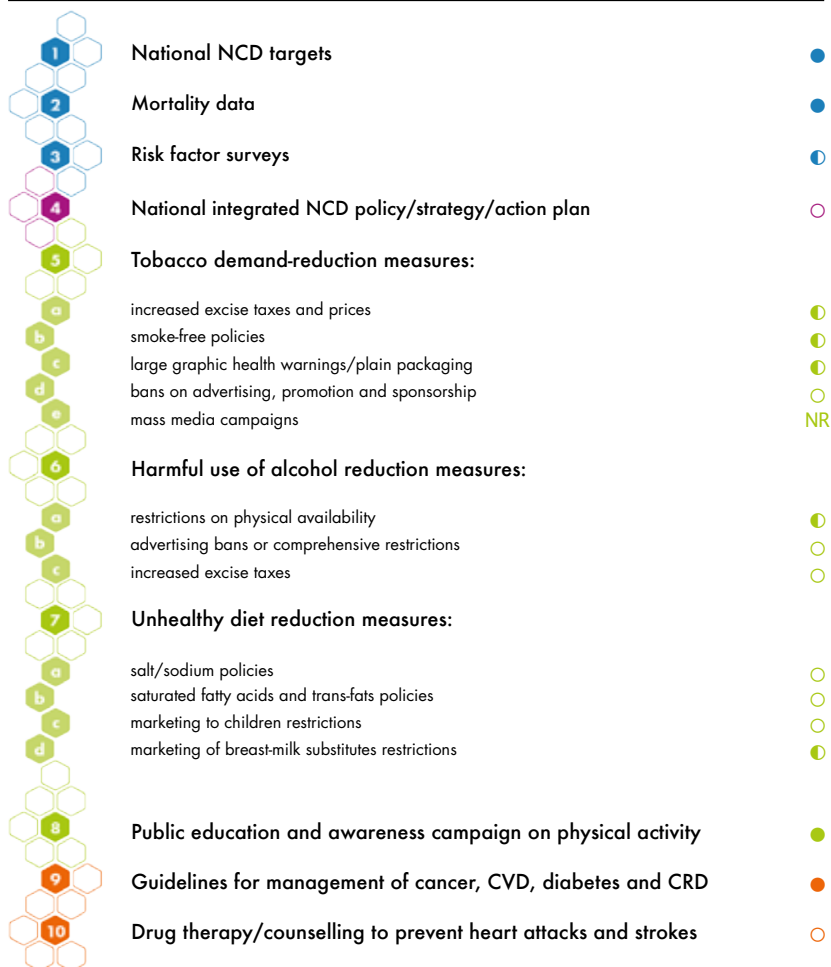 1 National NCD targets
2 Mortality data
3 Risk factor surveys
4 National integrated NCD policy/strategy/action plan
5 Tobacco demand-reduction measures:
a increased excise taxes and prices
b smoke-free policies
c large graphic health warnings/plain packaging
d bans on advertising, promotion and sponsorship
e mass media campaigns NR
6 Harmful use of alcohol reduction measures:
a restrictions on physical availability
b advertising bans or comprehensive restrictions
c increased excise taxes
7 Unhealthy diet reduction measures:
a salt/sodium policies
b saturated fatty acids and trans-fats policies
c marketing to children restrictions
d marketing of breast-milk substitutes restrictions
8 Public education and awareness campaign on physical activity
9 Guidelines for management of cancer, CVD, diabetes and CRD
10 Drug therapy/counselling to prevent heart attacks and strokes